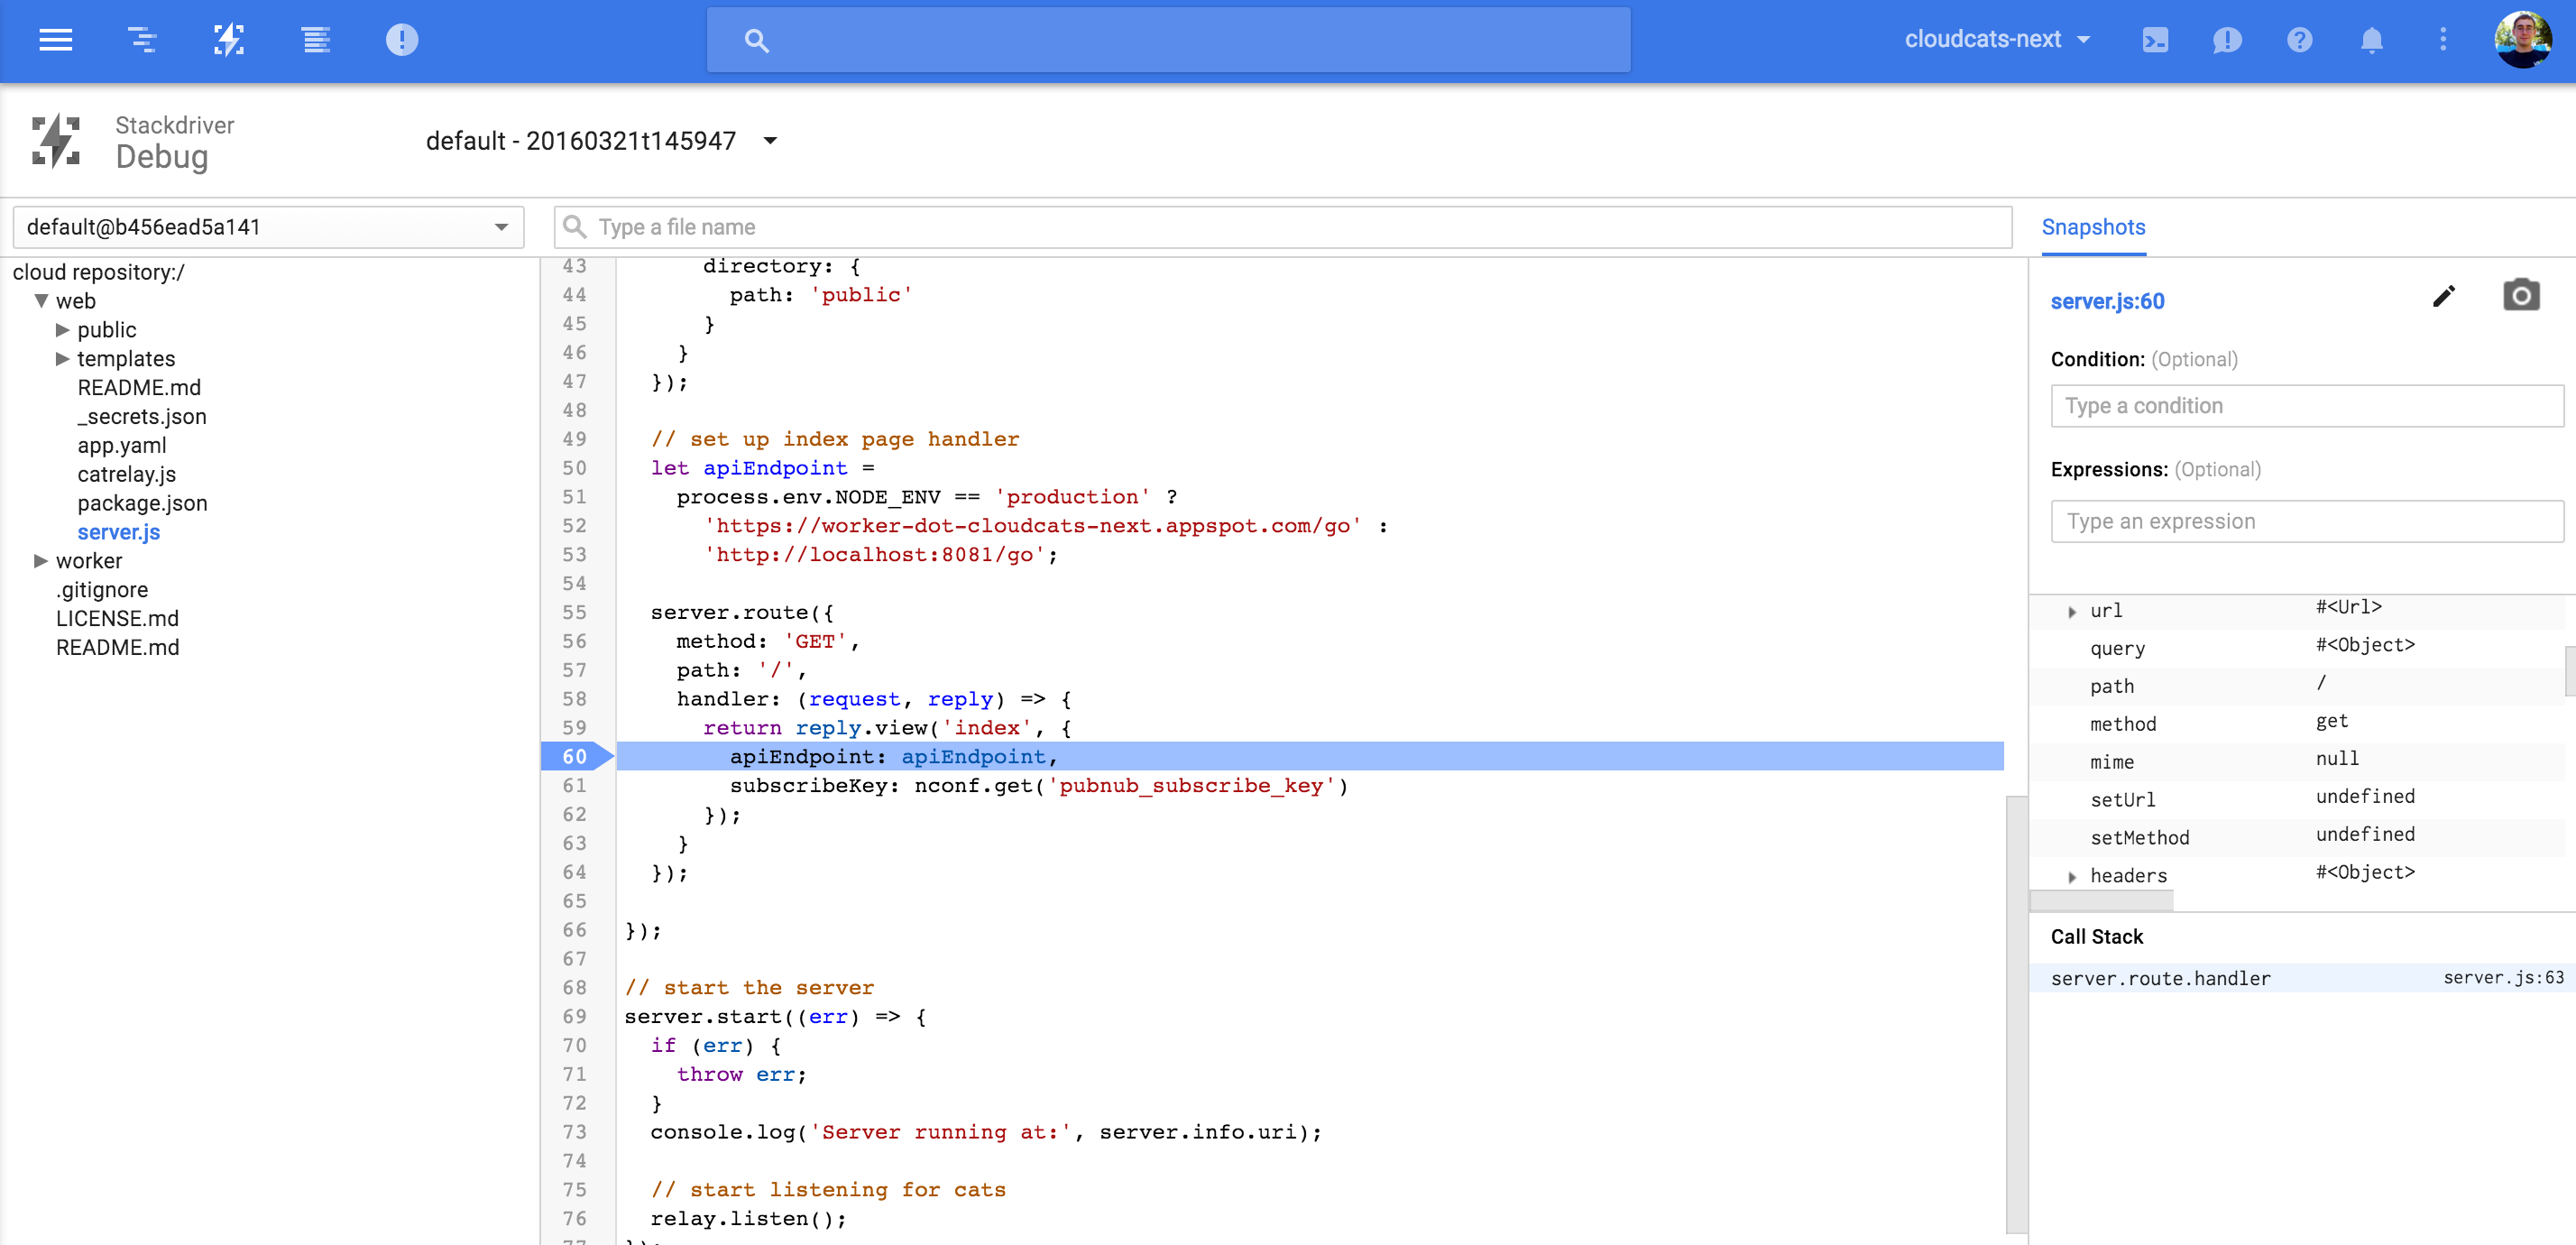 cloudcats-next
Stackdriver
Debug
default - 20160321t145947
default@b456ead5a141
Type a file name
Snapshots
cloud repository:/
web
public
templates
README.md
_secrets.json
app.yaml
catrelay.js
package.json
server.js
worker
.gitignore
LICENSE.md
README.md
43 directory: {
44 path: 'public'
45 }
46 }
47 });
48
49 // set up index page handler
50 let apiEndpoint =
51 process.env.NODE_ENV == 'production' ?
52 'https://worker-dot-cloudcats-next.appspot.com/go' :
53 'http://localhost:8081/go';
54
55 server.route({
56 method: 'GET',
57 path: '/',
58 handler: (request, reply) => {
59 return reply.view('index', {
60 apiEndpoint: apiEndpoint,
61 subscribeKey: nconf.get('pubnub_subscribe_key')
62 });
63 }
64 });
65
66 });
67
68 // start the server
69 server.start((err) => {
70 if (err) {
71 throw err;
72 }
73 console.log('Server running at:', server.info.uri);
74
75 // start listening for cats
76 relay.listen();
77 });
server.js:60
Condition: (Optional)
Type a condition
Expressions: (Optional)
Type an expression
url #<Url>
query #<Object>
path /
method get
mime null
setUrl undefined
setMethod undefined
headers #<Object>
Call Stack
server.route.handler server.js:63